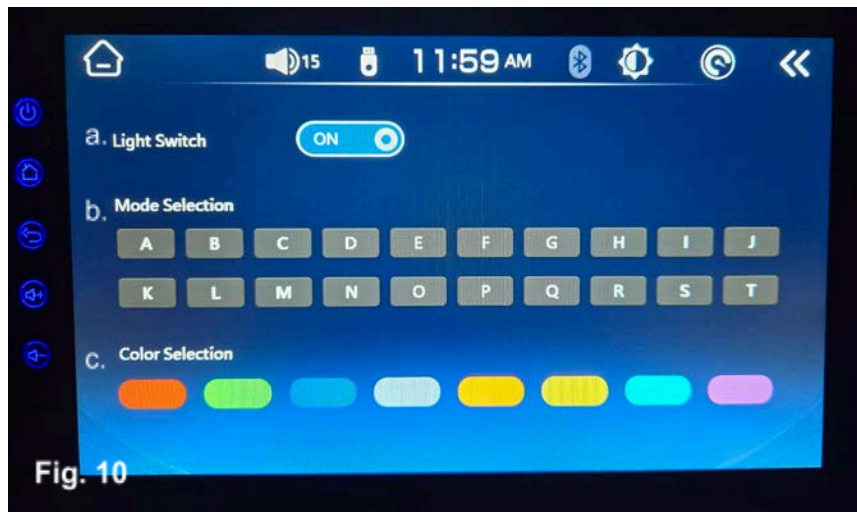 15 11:59 AM
a. Light Switch ON
b. Mode Selection
A B C D E F G H I J
K L M N O P Q R S T
c. Color Selection
Fig. 10